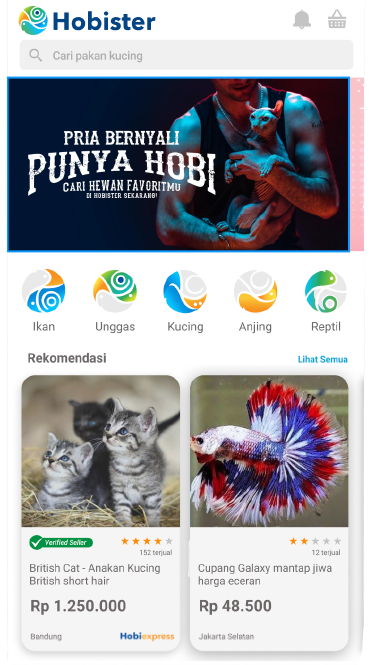 Hobister
Cari pakan kucing
PRIA BERNYALI
PUNYA HOBI
CARI HEWAN FAVORITMU
DI HOBISTER SEKARANG!
Ikan
Unggas
Kucing
Anjing
Reptil
Rekomendasi
Lihat Semua
Verified Seller
152 terjual
British Cat - Anakan Kucing
British short hair
Rp 1.250.000
Bandung
Hobiexpress
12 terjual
Cupang Galaxy mantap jiwa
harga eceran
Rp 48.500
Jakarta Selatan